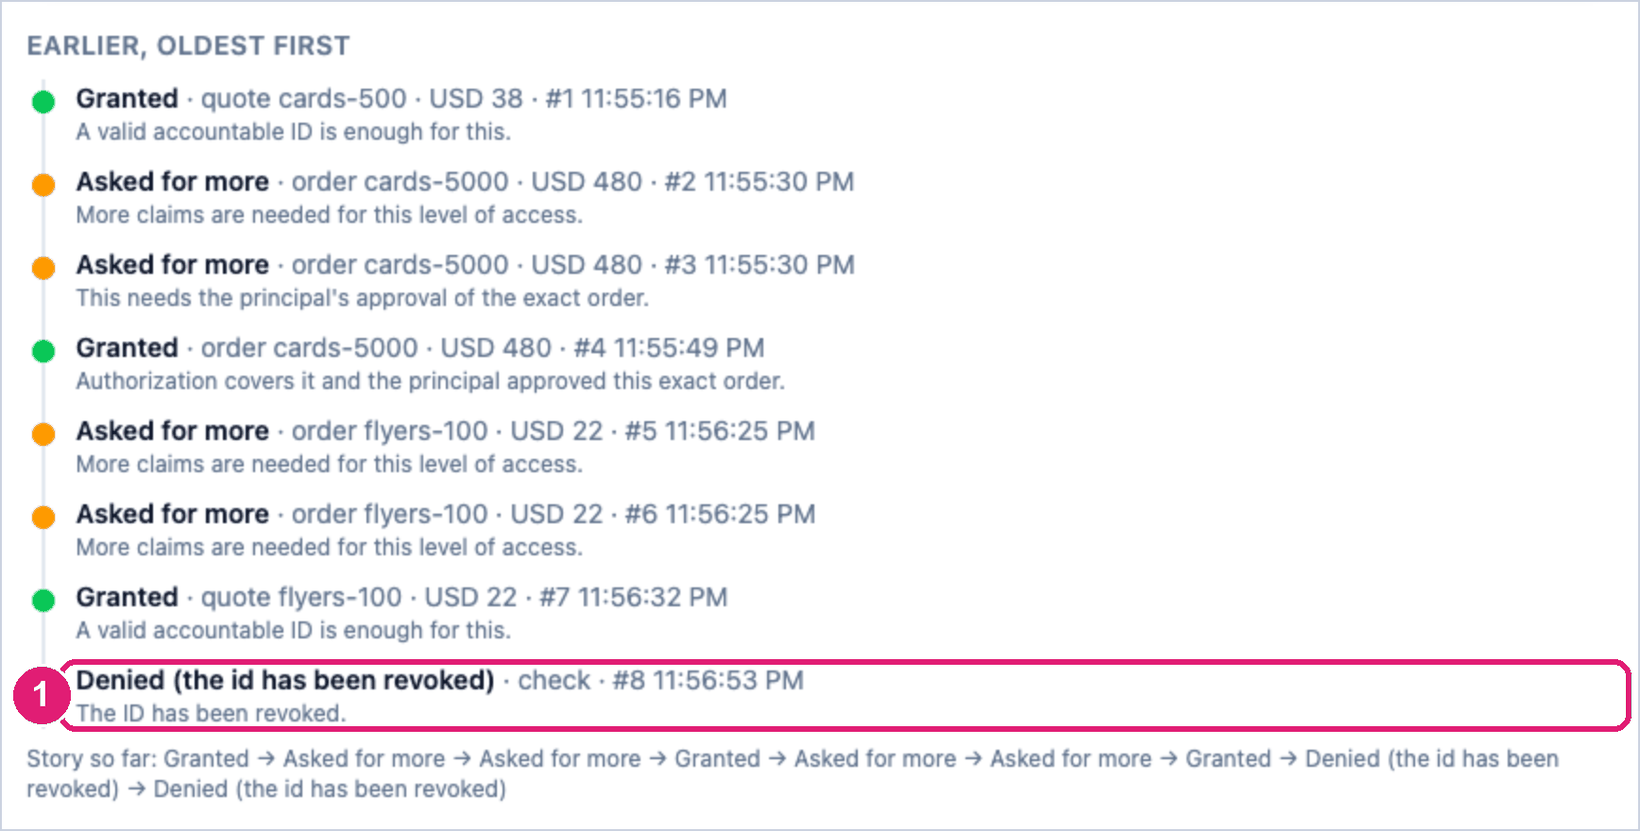 EARLIER, OLDEST FIRST
Granted · quote cards-500 · USD 38 · #1 11:55:16 PM
A valid accountable ID is enough for this.
Asked for more · order cards-5000 · USD 480 · #2 11:55:30 PM
More claims are needed for this level of access.
Asked for more · order cards-5000 · USD 480 · #3 11:55:30 PM
This needs the principal's approval of the exact order.
Granted · order cards-5000 · USD 480 · #4 11:55:49 PM
Authorization covers it and the principal approved this exact order.
Asked for more · order flyers-100 · USD 22 · #5 11:56:25 PM
More claims are needed for this level of access.
Asked for more · order flyers-100 · USD 22 · #6 11:56:25 PM
More claims are needed for this level of access.
Granted · quote flyers-100 · USD 22 · #7 11:56:32 PM
A valid accountable ID is enough for this.
1
Denied (the id has been revoked) · check · #8 11:56:53 PM
The ID has been revoked.
Story so far: Granted → Asked for more → Asked for more → Granted → Asked for more → Asked for more → Granted → Denied (the id has been
revoked) → Denied (the id has been revoked)